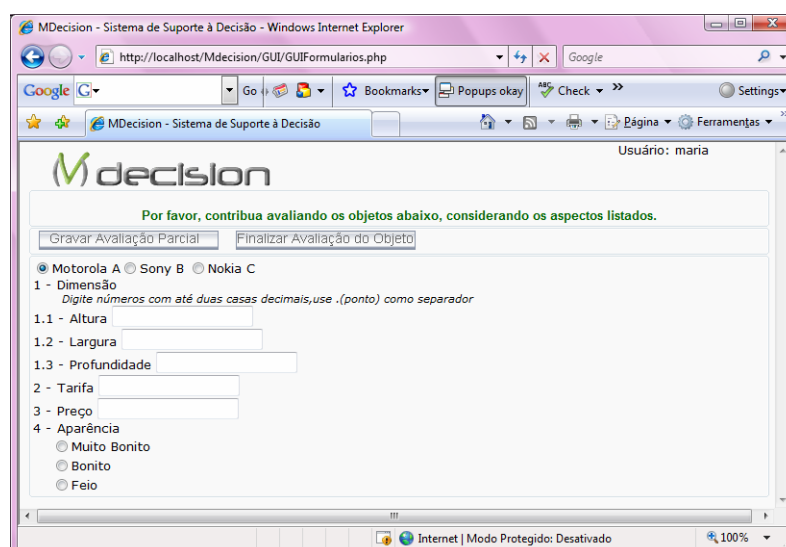 MDecision - Sistema de Suporte à Decisão - Windows Internet Explorer
http://localhost/Mdecision/GUI/GUIFormularios.php
Google
Google G Go Bookmarks Popups okay ABC Check » Settings
MDecision - Sistema de Suporte à Decisão Página Ferramentas »
Usuário: maria
Mdecision
Por favor, contribua avaliando os objetos abaixo, considerando os aspectos listados.
Gravar Avaliação Parcial Finalizar Avaliação do Objeto
Motorola A Sony B Nokia C
1 - Dimensão
Digite números com até duas casas decimais,use .(ponto) como separador
1.1 - Altura
1.2 - Largura
1.3 - Profundidade
2 - Tarifa
3 - Preço
4 - Aparência
Muito Bonito
Bonito
Feio
Internet | Modo Protegido: Desativado 100%